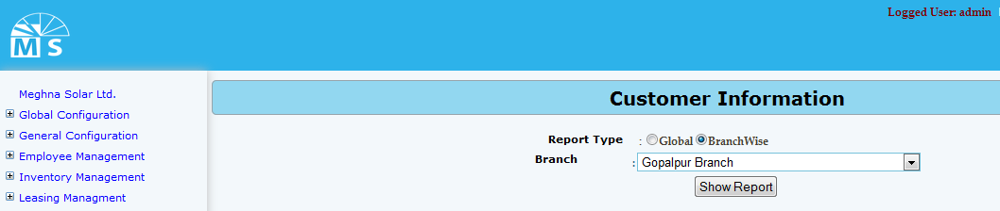 Logged User: admin
M S
Meghna Solar Ltd.
Global Configuration
General Configuration
Employee Management
Inventory Management
Leasing Managment
Customer Information
Report Type : Global BranchWise
Branch : Gopalpur Branch
Show Report